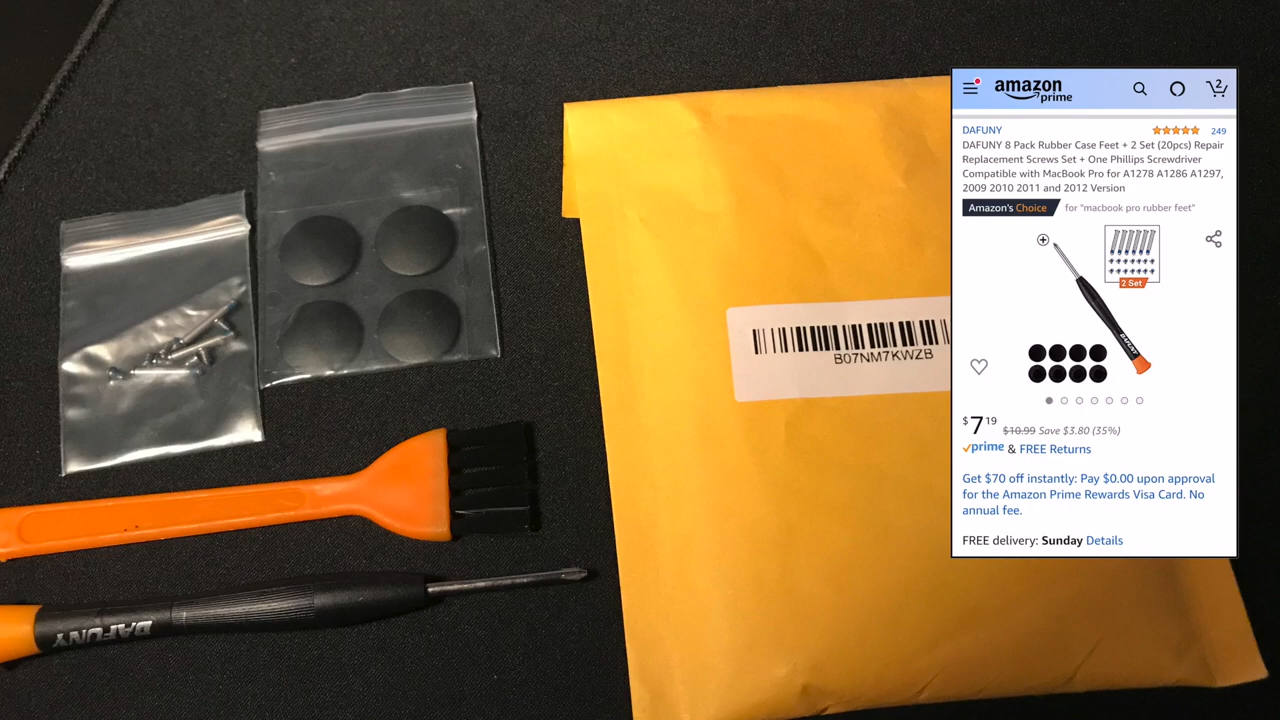 DAFUNY
B07NM7KWZB
amazon
prime
2
DAFUNY
249
DAFUNY 8 Pack Rubber Case Feet + 2 Set (20pcs) Repair
Replacement Screws Set + One Phillips Screwdriver
Compatible with MacBook Pro for A1278 A1286 A1297,
2009 2010 2011 and 2012 Version
Amazon's Choice for "macbook pro rubber feet"
2 Set
DAFUNY
$7 19 $10.99 Save $3.80 (35%)
prime & FREE Returns
Get $70 off instantly: Pay $0.00 upon approval
for the Amazon Prime Rewards Visa Card. No
annual fee.
FREE delivery: Sunday Details